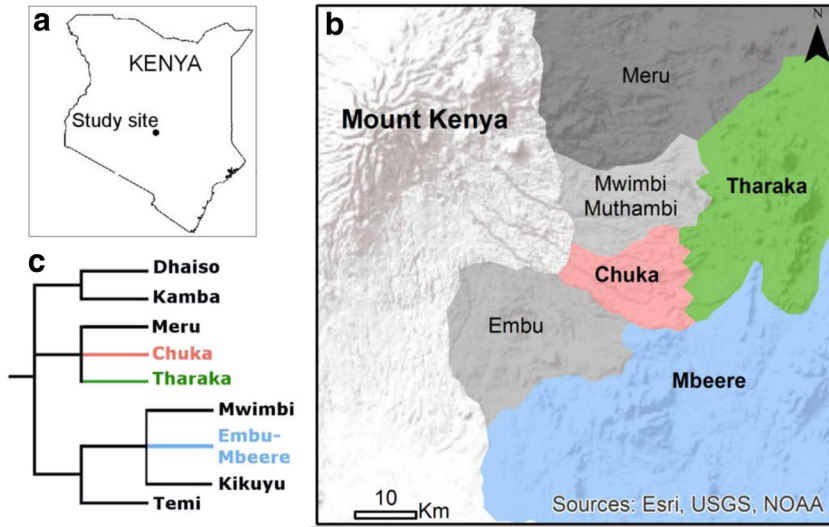 a
KENYA
Study site
b
N
Meru
Mount Kenya
Mwimbi
Muthambi
Tharaka
Chuka
Embu
Mbeere
10
Km
Sources: Esri, USGS, NOAA
c
Dhaiso
Kamba
Meru
Chuka
Tharaka
Mwimbi
Embu-
Mbeere
Kikuyu
Temi